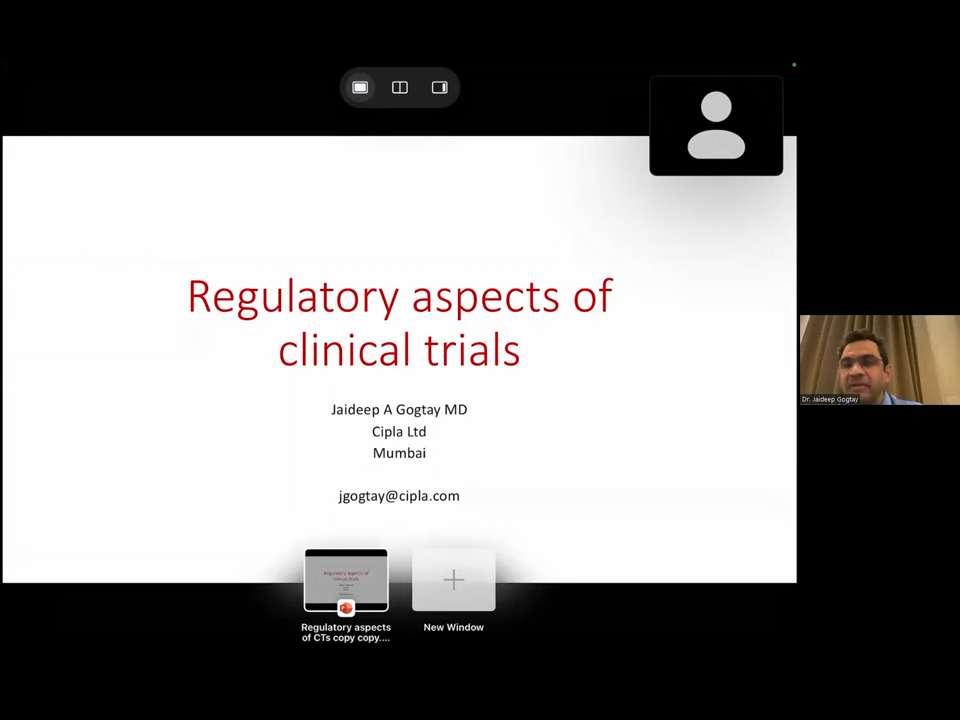 Regulatory aspects of
clinical trials
Jaideep A Gogtay MD
Cipla Ltd
Mumbai
jgogtay@cipla.com
Dr. Jaideep Gogtay
Regulatory aspects
of CTs copy copy....
New Window